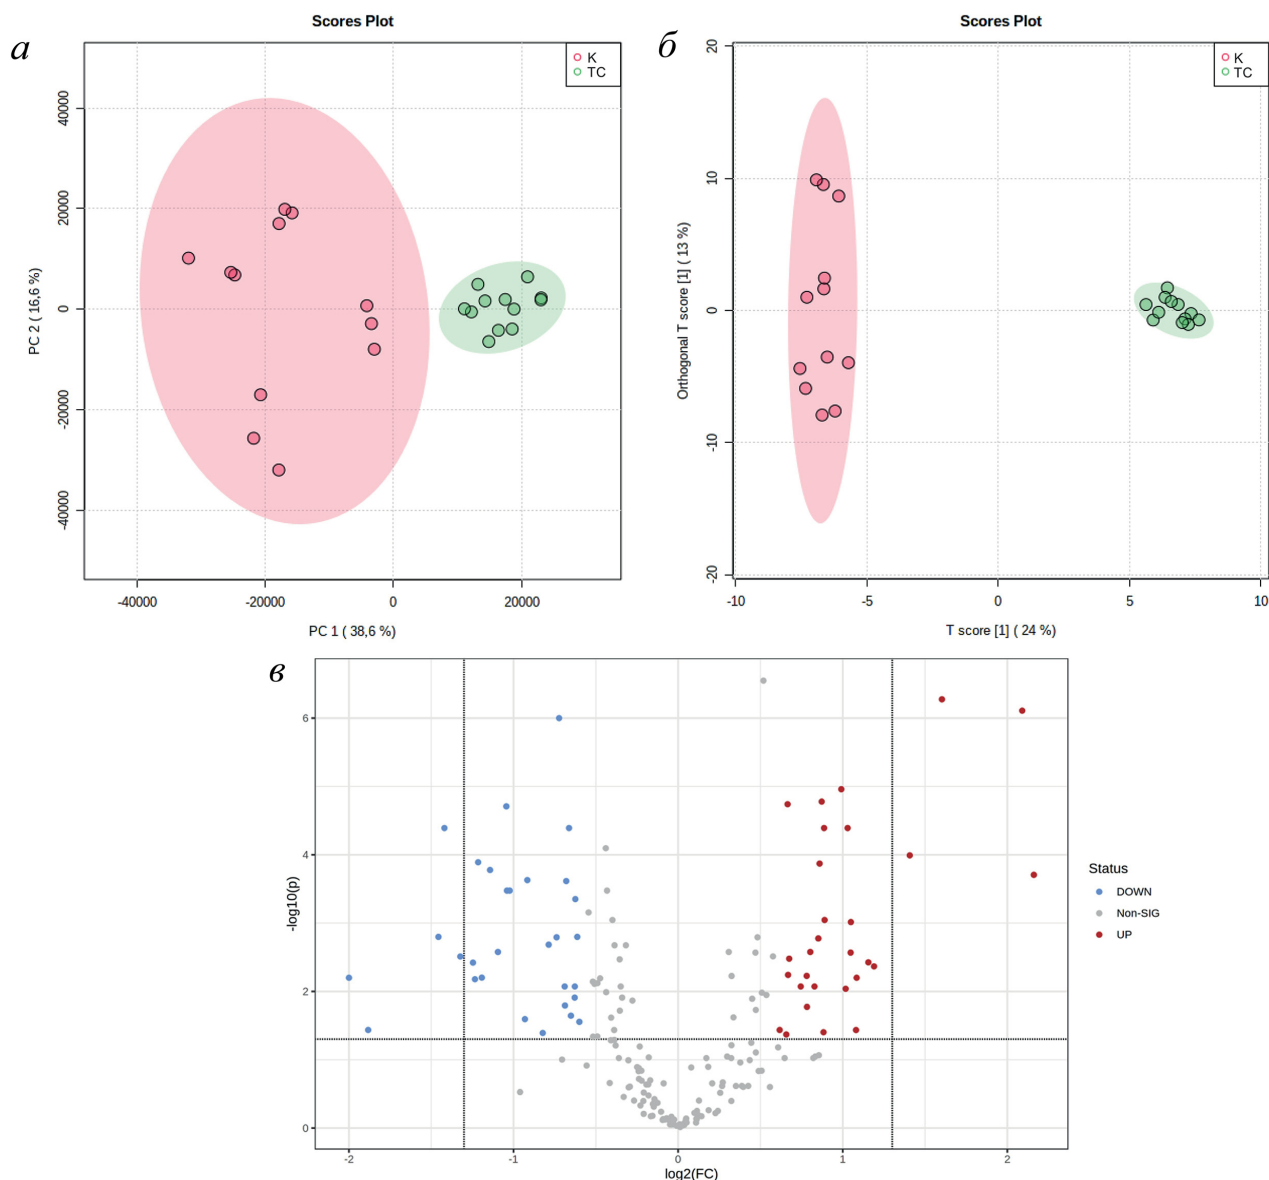 а
Scores Plot
K
TC
40000
20000
0
-20000
-40000
PC 2 ( 16,6 %)
-40000
-20000
0
20000
PC 1 ( 38,6 %)
б
Scores Plot
K
TC
20
10
0
-10
-20
Orthogonal T score [1] ( 13 %)
-10
-5
0
5
10
T score [1] ( 24 %)
в
6
4
2
0
-log10(p)
-2
-1
0
1
2
log2(FC)
Status
DOWN
Non-SIG
UP